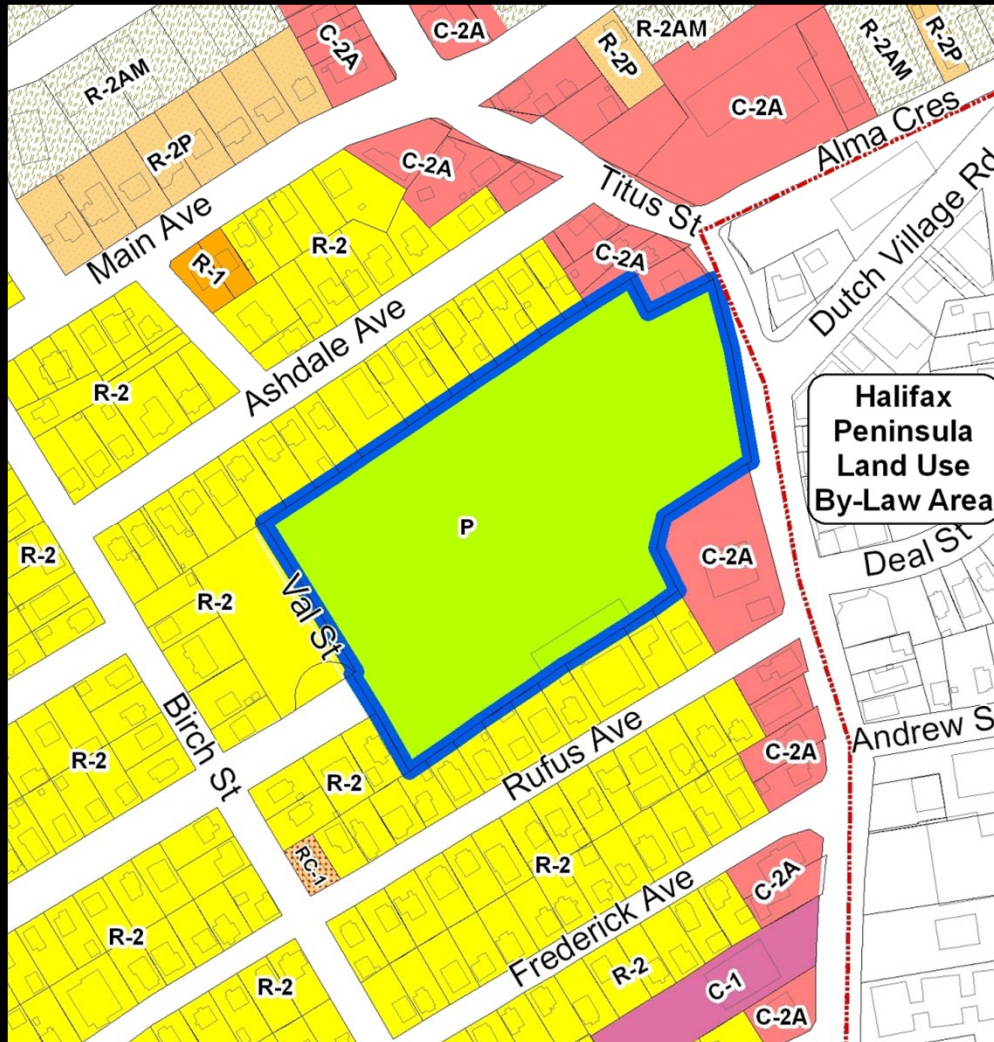 C-2A
C-2A
R-2AM
R-2P
R-2P
R-2AM
R-2AM
C-2A
R-2P
C-2A
Alma Cres
Titus St
Main Ave
R-1
R-2
C-2A
Dutch Village Rd
Ashdale Ave
R-2
Halifax
Peninsula
Land Use
By-Law Area
P
R-2
C-2A
Deal St
R-2
Val St
Birch St
Rufus Ave
Andrew S
R-2
R-2
C-2A
RC-1
R-2
C-2A
Frederick Ave
R-2
R-2
C-1
R-2
C-2A